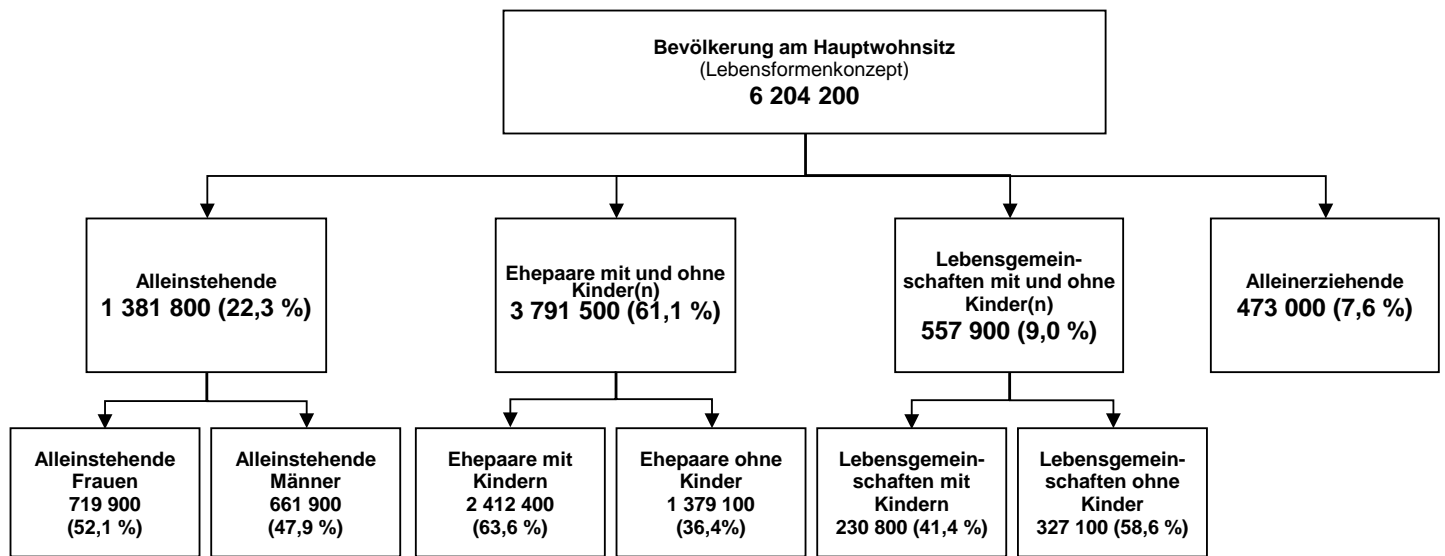 Bevölkerung am Hauptwohnsitz
(Lebensformenkonzept)
6 204 200
Alleinstehende
1 381 800 (22,3 %)
Ehepaare mit und ohne
Kinder(n)
3 791 500 (61,1 %)
Lebensgemein-
schaften mit und ohne
Kinder(n)
557 900 (9,0 %)
Alleinerziehende
473 000 (7,6 %)
Alleinstehende
Frauen
719 900
(52,1 %)
Alleinstehende
Männer
661 900
(47,9 %)
Ehepaare mit
Kindern
2 412 400
(63,6 %)
Ehepaare ohne
Kinder
1 379 100
(36,4%)
Lebensgemein-
schaften mit
Kindern
230 800 (41,4 %)
Lebensgemein-
schaften ohne
Kinder
327 100 (58,6 %)